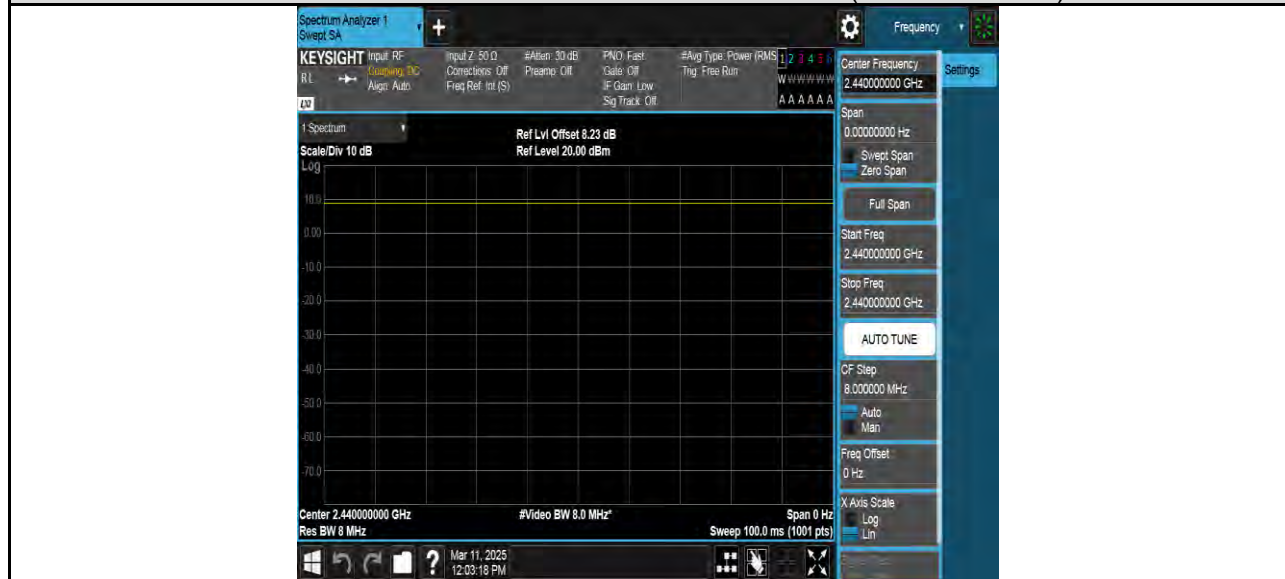 Spectrum Analyzer 1
Swept SA
Frequency
KEYSIGHT
RL
LXI
Input: RF
Coupling: DC
Align: Auto
Input Z: 50 Ω
Corrections: Off
Freq Ref: Int (S)
#Atten: 30 dB
Preamp: Off
PNO: Fast
Gate: Off
IF Gain: Low
Sig Track: Off
#Avg Type: Power (RMS
Trig: Free Run
1 2 3 4 5 6
W W W W W W
A A A A A A
Center Frequency
2.440000000 GHz
Settings
Span
0.00000000 Hz
Swept Span
Zero Span
Full Span
Start Freq
2.440000000 GHz
Stop Freq
2.440000000 GHz
AUTO TUNE
CF Step
8.000000 MHz
Auto
Man
Freq Offset
0 Hz
X Axis Scale
Log
Lin
1 Spectrum
Scale/Div 10 dB
Ref Lvl Offset 8.23 dB
Ref Level 20.00 dBm
Log
10.0
0.00
-10.0
-20.0
-30.0
-40.0
-50.0
-60.0
-70.0
Center 2.440000000 GHz
#Video BW 8.0 MHz*
Span 0 Hz
Res BW 8 MHz
Sweep 100.0 ms (1001 pts)
?
Mar 11, 2025
12:03:18 PM